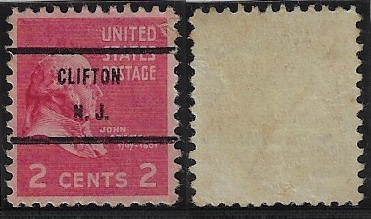 UNITED
STATES
POSTAGE
CLIFTON
N. J.
JOHN
2 CENTS 2